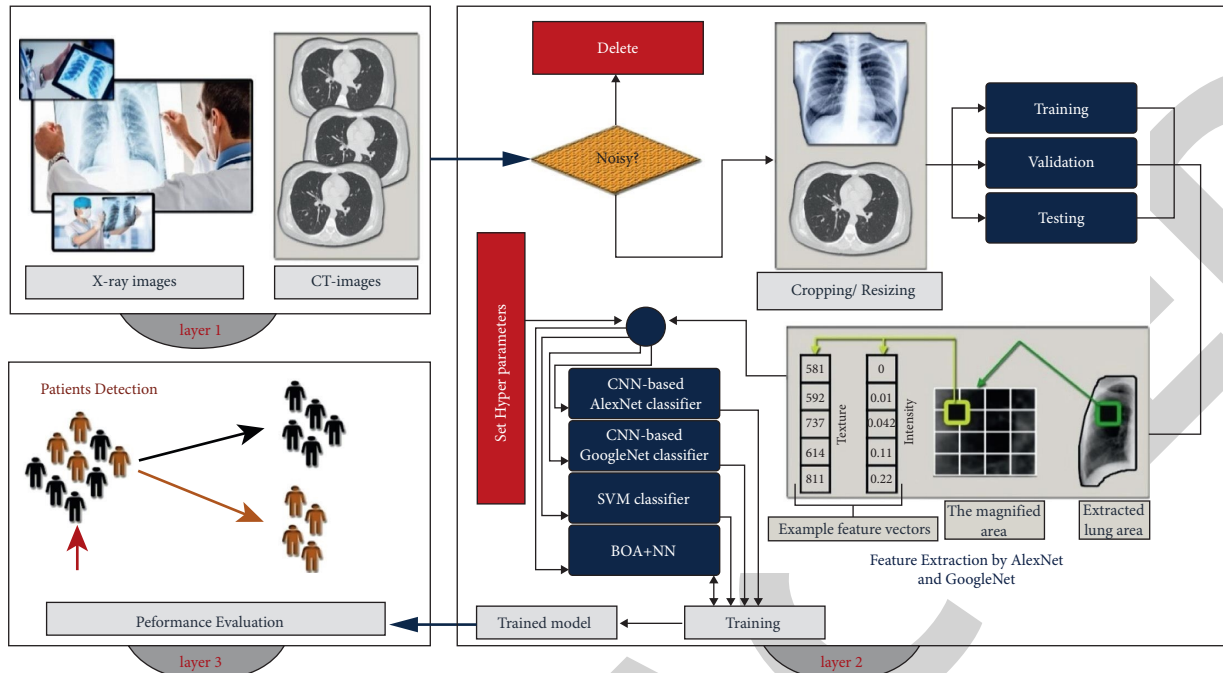 X-ray images
CT-images
layer 1
Delete
Noisy?
Cropping/ Resizing
Training
Validation
Testing
Set Hyper parameters
CNN-based
AlexNet classifier
CNN-based
GoogleNet classifier
SVM classifier
BOA+NN
581
592
737
614
811
Texture
0
0.01
0.042
0.11
0.22
Intensity
Example feature vectors
The magnified
area
Extracted
lung area
Feature Extraction by AlexNet
and GoogleNet
Training
Trained model
layer 2
Patients Detection
Peformance Evaluation
layer 3